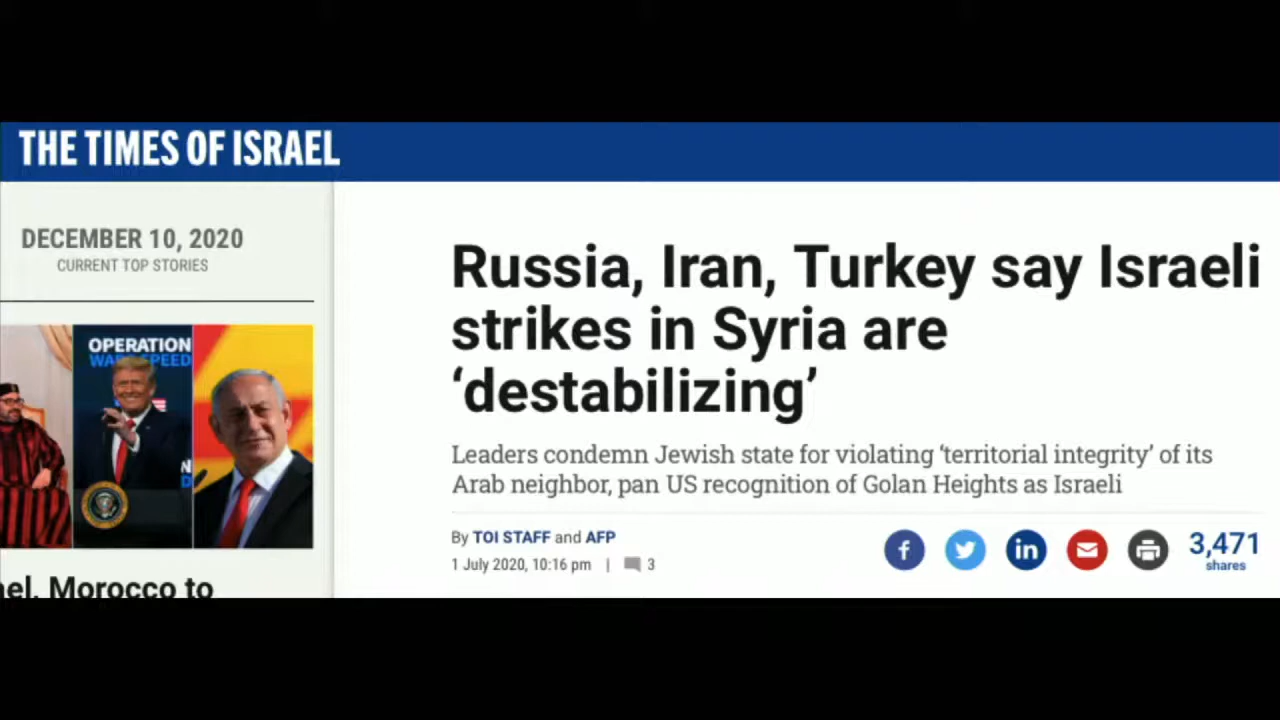 THE TIMES OF ISRAEL
DECEMBER 10, 2020
CURRENT TOP STORIES
OPERATION
Morocco to
Russia, Iran, Turkey say Israeli
strikes in Syria are
‘destabilizing’
Leaders condemn Jewish state for violating ‘territorial integrity’ of its
Arab neighbor, pan US recognition of Golan Heights as Israeli
By TOI STAFF and AFP
1 July 2020, 10:16 pm | 3
f in 3,471
shares